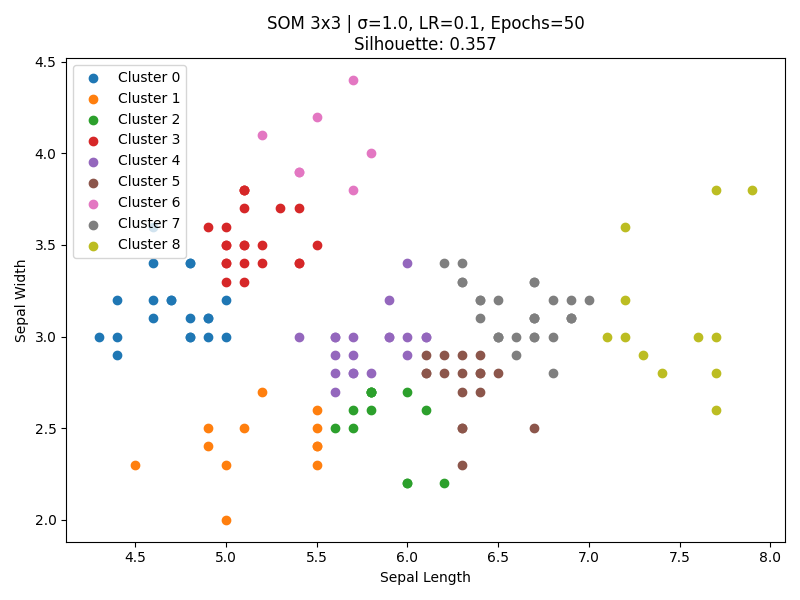 SOM 3x3 | σ=1.0, LR=0.1, Epochs=50
Silhouette: 0.357
Cluster 0
Cluster 1
Cluster 2
Cluster 3
Cluster 4
Cluster 5
Cluster 6
Cluster 7
Cluster 8
4.5
4.0
3.5
3.0
2.5
2.0
Sepal Width
4.5 5.0 5.5 6.0 6.5 7.0 7.5 8.0
Sepal Length